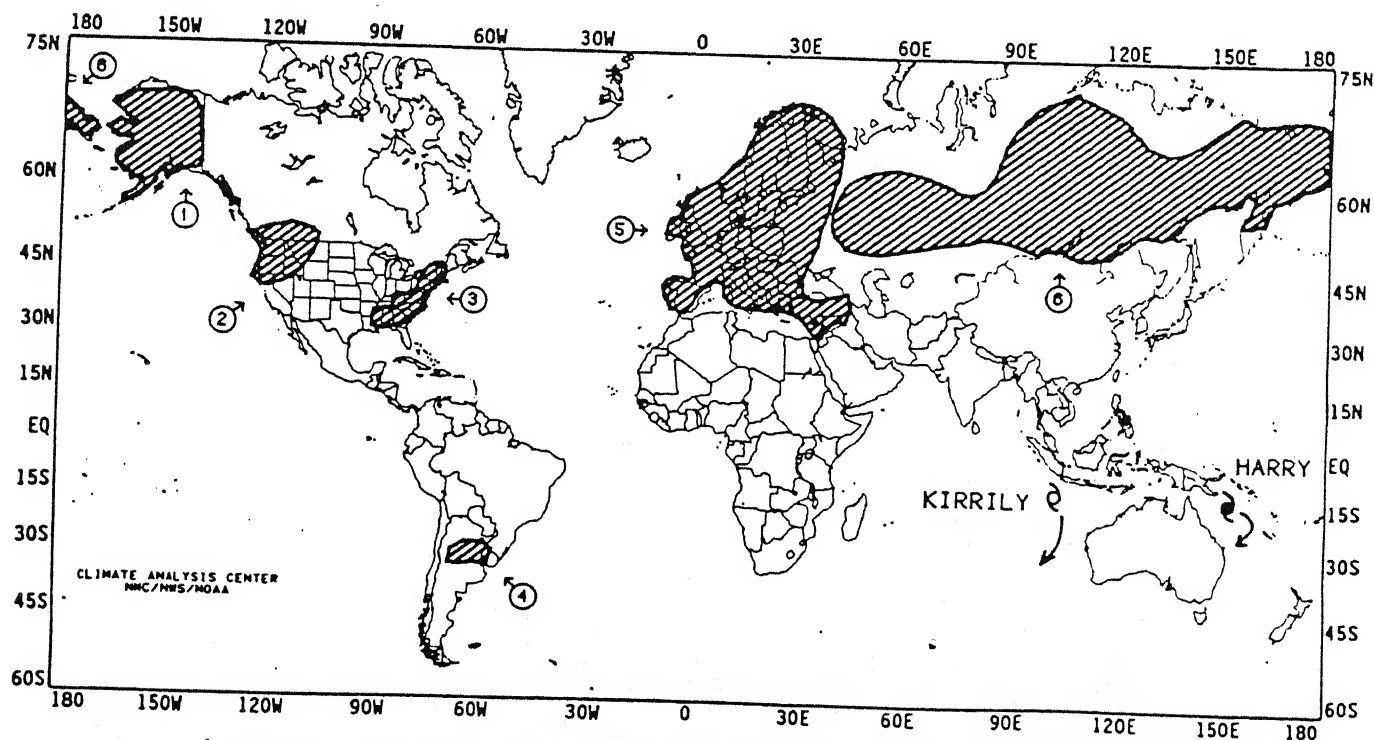 180 150W 120W 90W 60W 30W 0 30E 60E 90E 120E 150E 180
75N 75N
6
60N 60N
1
5
45N 45N
6
2 3
30N 30N
15N 15N
EQ EQ
HARRY
KIRRILY
15S 15S
30S 30S
CLIMATE ANALYSIS CENTER
NMC/NWS/NOAA
4
45S 45S
60S 60S
180 150W 120W 90W 60W 30W 0 30E 60E 90E 120E 150E 180